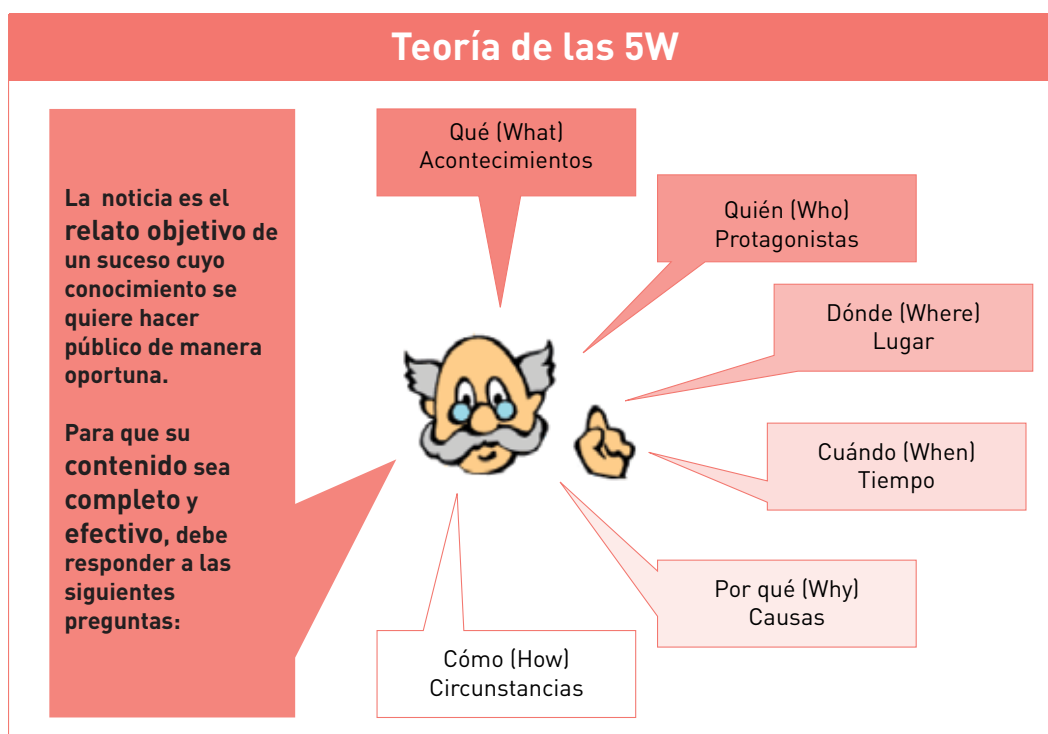 Teoría de las 5W
La noticia es el
relato objetivo de
un suceso cuyo
conocimiento se
quiere hacer
público de manera
oportuna.
Para que su
contenido sea
completo y
efectivo, debe
responder a las
siguientes
preguntas:
Qué (What)
Acontecimientos
Quién (Who)
Protagonistas
Dónde (Where)
Lugar
Cuándo (When)
Tiempo
Por qué (Why)
Causas
Cómo (How)
Circunstancias